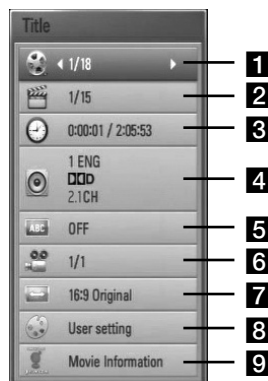 Title
1/18 1
1/15 2
0:00:01 / 2:05:53 3
1 ENG
DD D
2.1CH 4
ABC OFF 5
1/1 6
16:9 Original 7
User setting 8
Movie Information 9